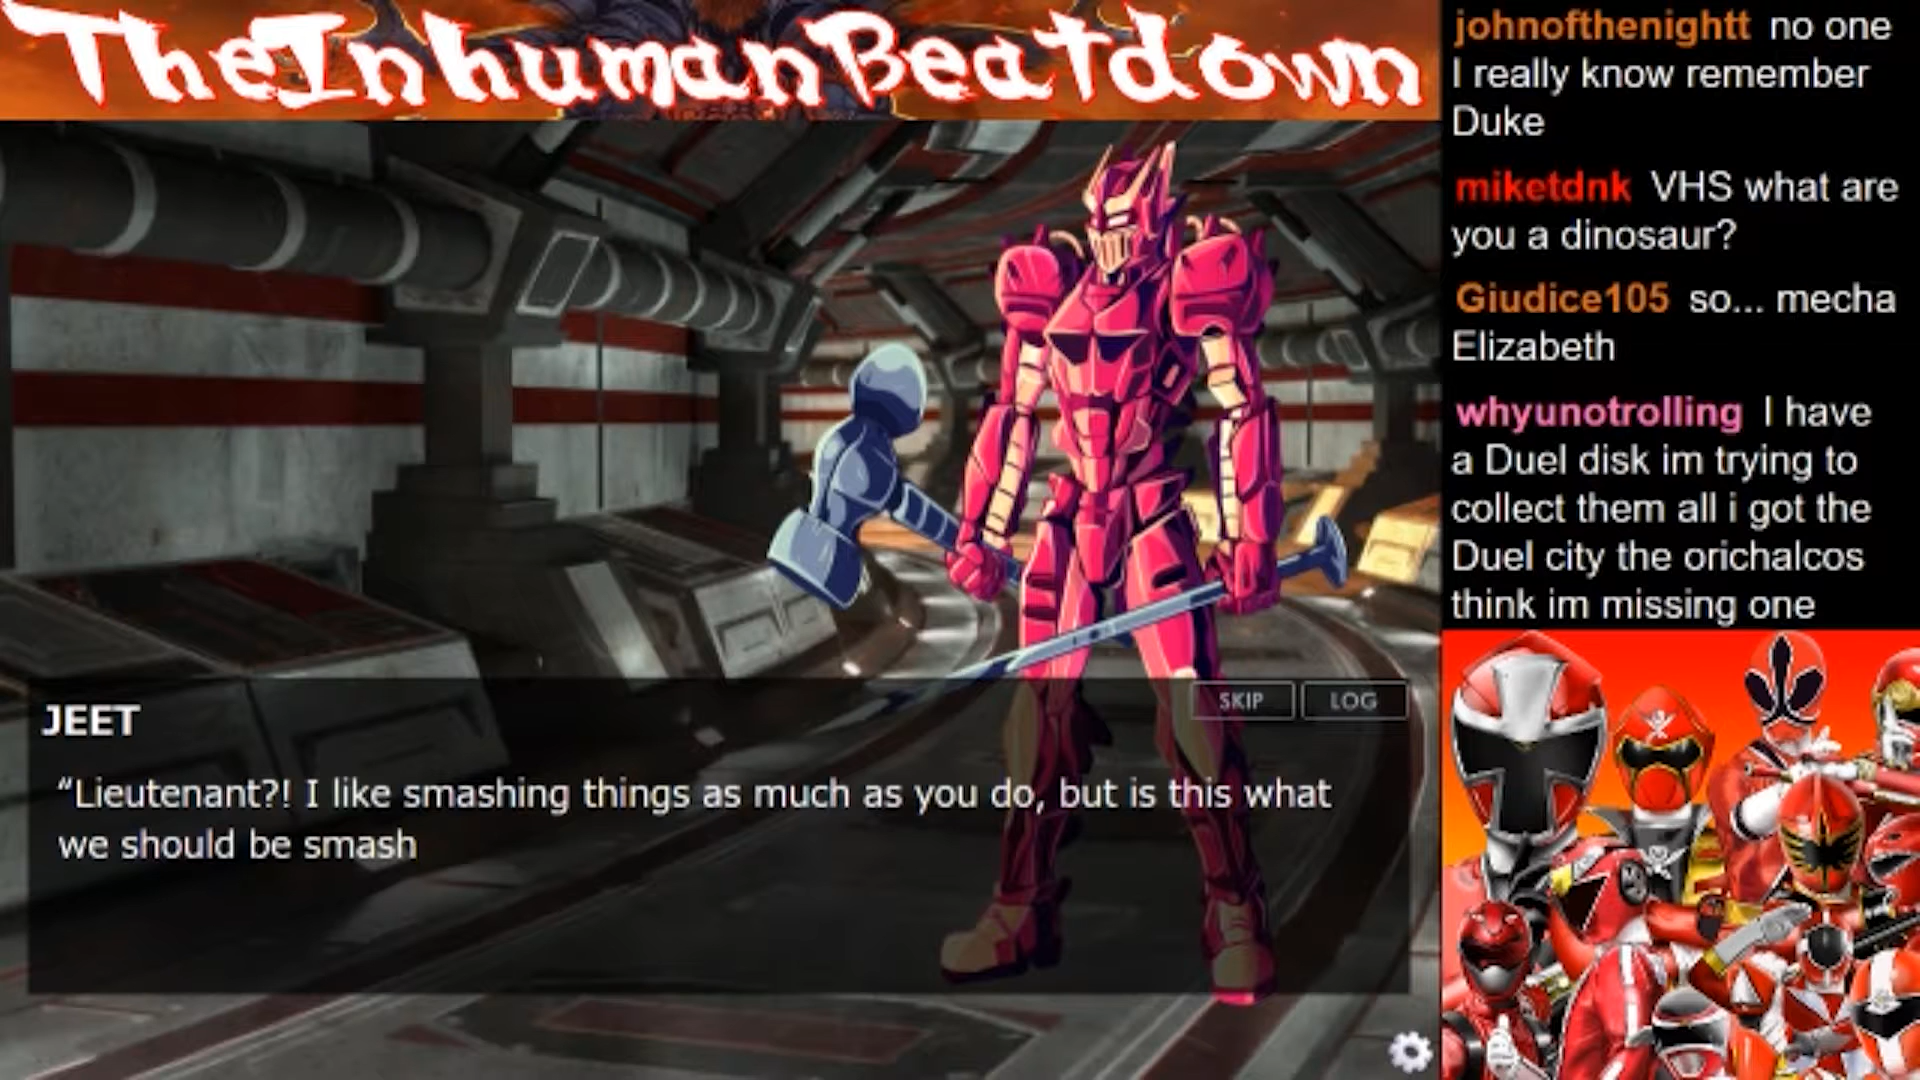 TheInhumanBeatdown
johnofthenightt no one
I really know remember
Duke
miketdnk VHS what are
you a dinosaur?
Giudice105 so... mecha
Elizabeth
whyunotrolling I have
a Duel disk im trying to
collect them all i got the
Duel city the orichalcos
think im missing one
SKIP LOG
JEET
“Lieutenant?! I like smashing things as much as you do, but is this what
we should be smash